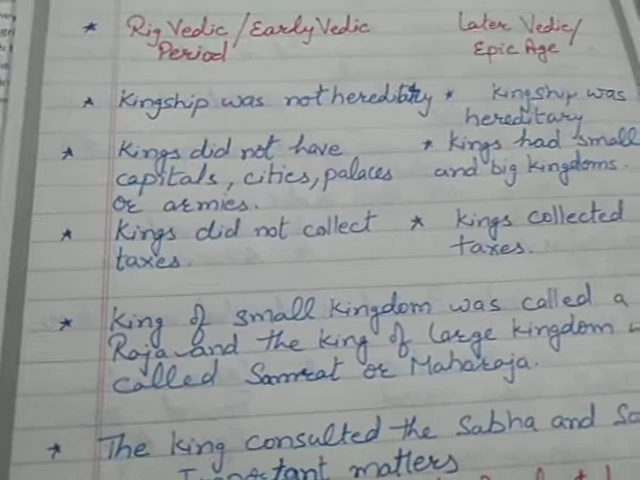 * Rig Vedic / Early Vedic Period
Later Vedic / Epic Age
* Kingship was not hereditary
* Kingship was hereditary
* Kings did not have
capitals, cities, palaces
or armies.
* Kings had small
and big kingdoms.
* Kings did not collect
taxes.
* Kings collected
taxes.
* King of small kingdom was called a
Raja and the king of large kingdom
called Samrat or Maharaja.
* The king consulted the Sabha and
Important matters